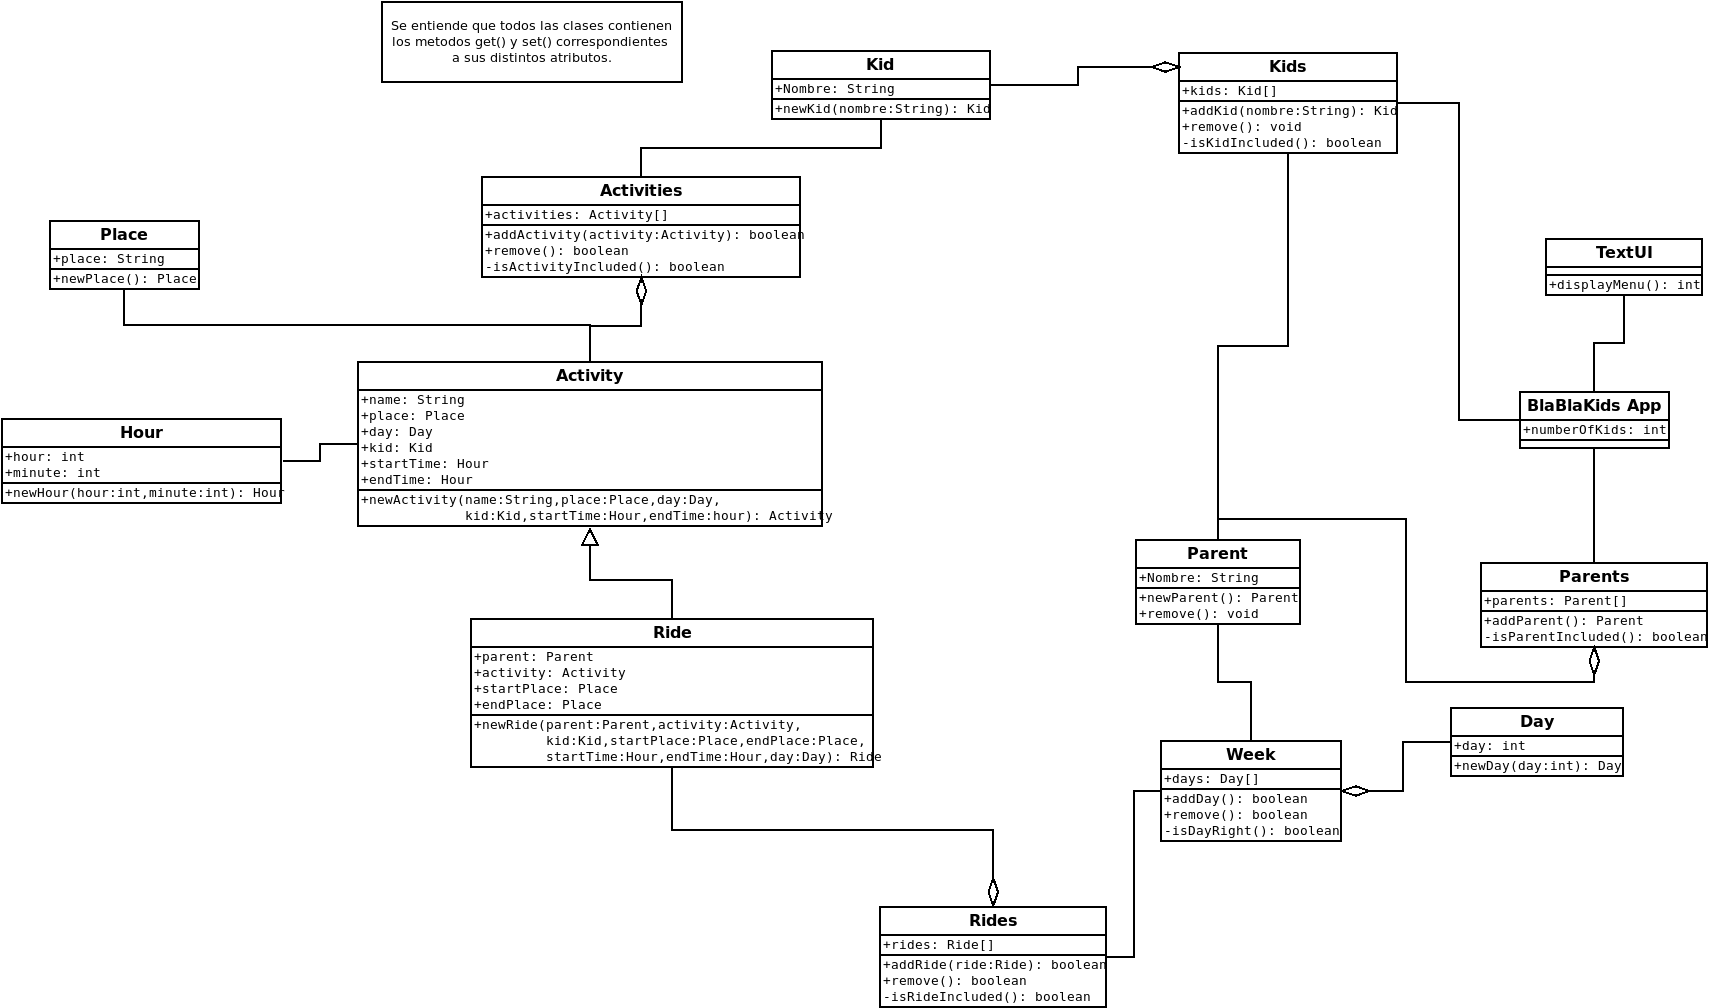 Se entiende que todos las clases contienen
los metodos get() y set() correspondientes
a sus distintos atributos.
Kid
+Nombre: String
+newKid(nombre:String): Kid
Kids
+kids: Kid[]
+addKid(nombre:String): Kid
+remove(): void
-isKidIncluded(): boolean
Activities
+activities: Activity[]
+addActivity(activity:Activity): boolean
+remove(): boolean
-isActivityIncluded(): boolean
Place
+place: String
+newPlace(): Place
TextUI
+displayMenu(): int
Activity
+name: String
+place: Place
+day: Day
+kid: Kid
+startTime: Hour
+endTime: Hour
+newActivity(name:String,place:Place,day:Day,
kid:Kid,startTime:Hour,endTime:hour): Activity
Hour
+hour: int
+minute: int
+newHour(hour:int,minute:int): Hour
BlaBlaKids App
+numberOfKids: int
Parent
+Nombre: String
+newParent(): Parent
+remove(): void
Parents
+parents: Parent[]
+addParent(): Parent
-isParentIncluded(): boolean
Ride
+parent: Parent
+activity: Activity
+startPlace: Place
+endPlace: Place
+newRide(parent:Parent,activity:Activity,
kid:Kid,startPlace:Place,endPlace:Place,
startTime:Hour,endTime:Hour,day:Day): Ride
Day
+day: int
+newDay(day:int): Day
Week
+days: Day[]
+addDay(): boolean
+remove(): boolean
-isDayRight(): boolean
Rides
+rides: Ride[]
+addRide(ride:Ride): boolean
+remove(): boolean
-isRideIncluded(): boolean